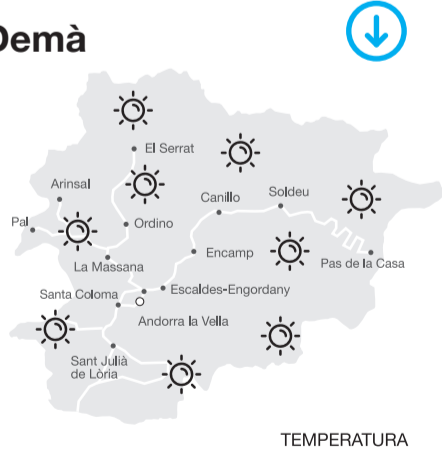 Demà
El Serrat
Arinsal
Canillo
Soldeu
Pal
Ordino
Encamp
La Massana
Pas de la Casa
Santa Coloma
Escaldes-Engordany
Andorra la Vella
Sant Julià
de Lòria
TEMPERATURA